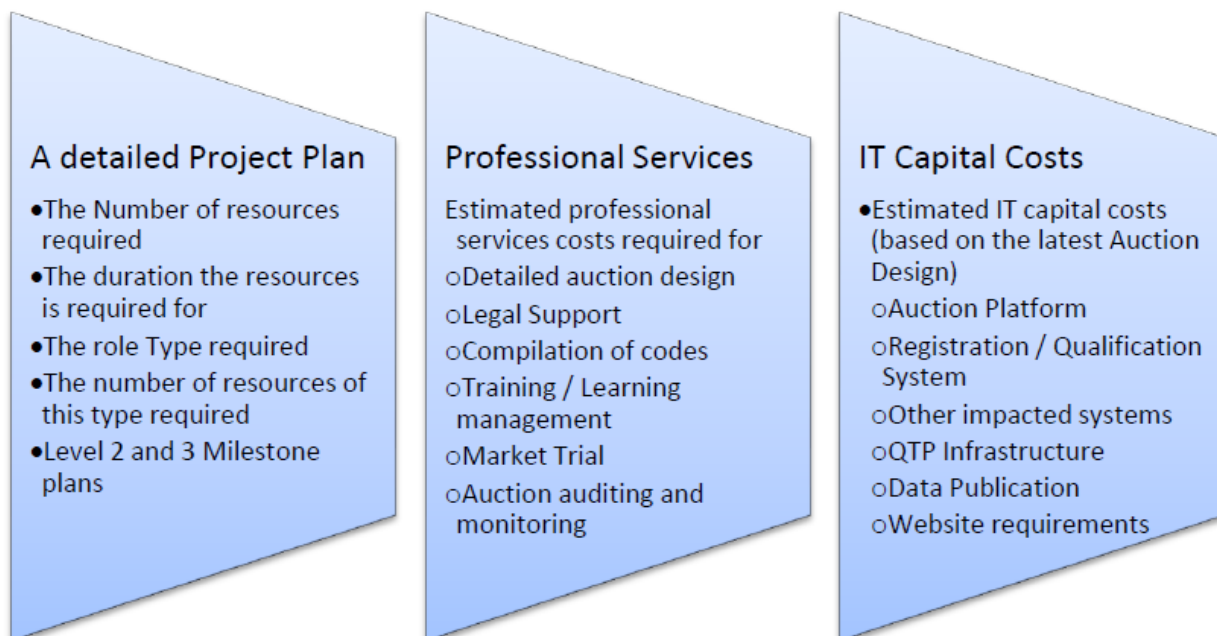 A detailed Project Plan
•The Number of resources
required
•The duration the resources
is required for
•The role Type required
•The number of resources of
this type required
•Level 2 and 3 Milestone
plans
Professional Services
Estimated professional
services costs required for
oDetailed auction design
oLegal Support
oCompilation of codes
oTraining / Learning
management
oMarket Trial
oAuction auditing and
monitoring
IT Capital Costs
•Estimated IT capital costs
(based on the latest Auction
Design)
oAuction Platform
oRegistration / Qualification
System
oOther impacted systems
oQTP Infrastructure
oData Publication
oWebsite requirements